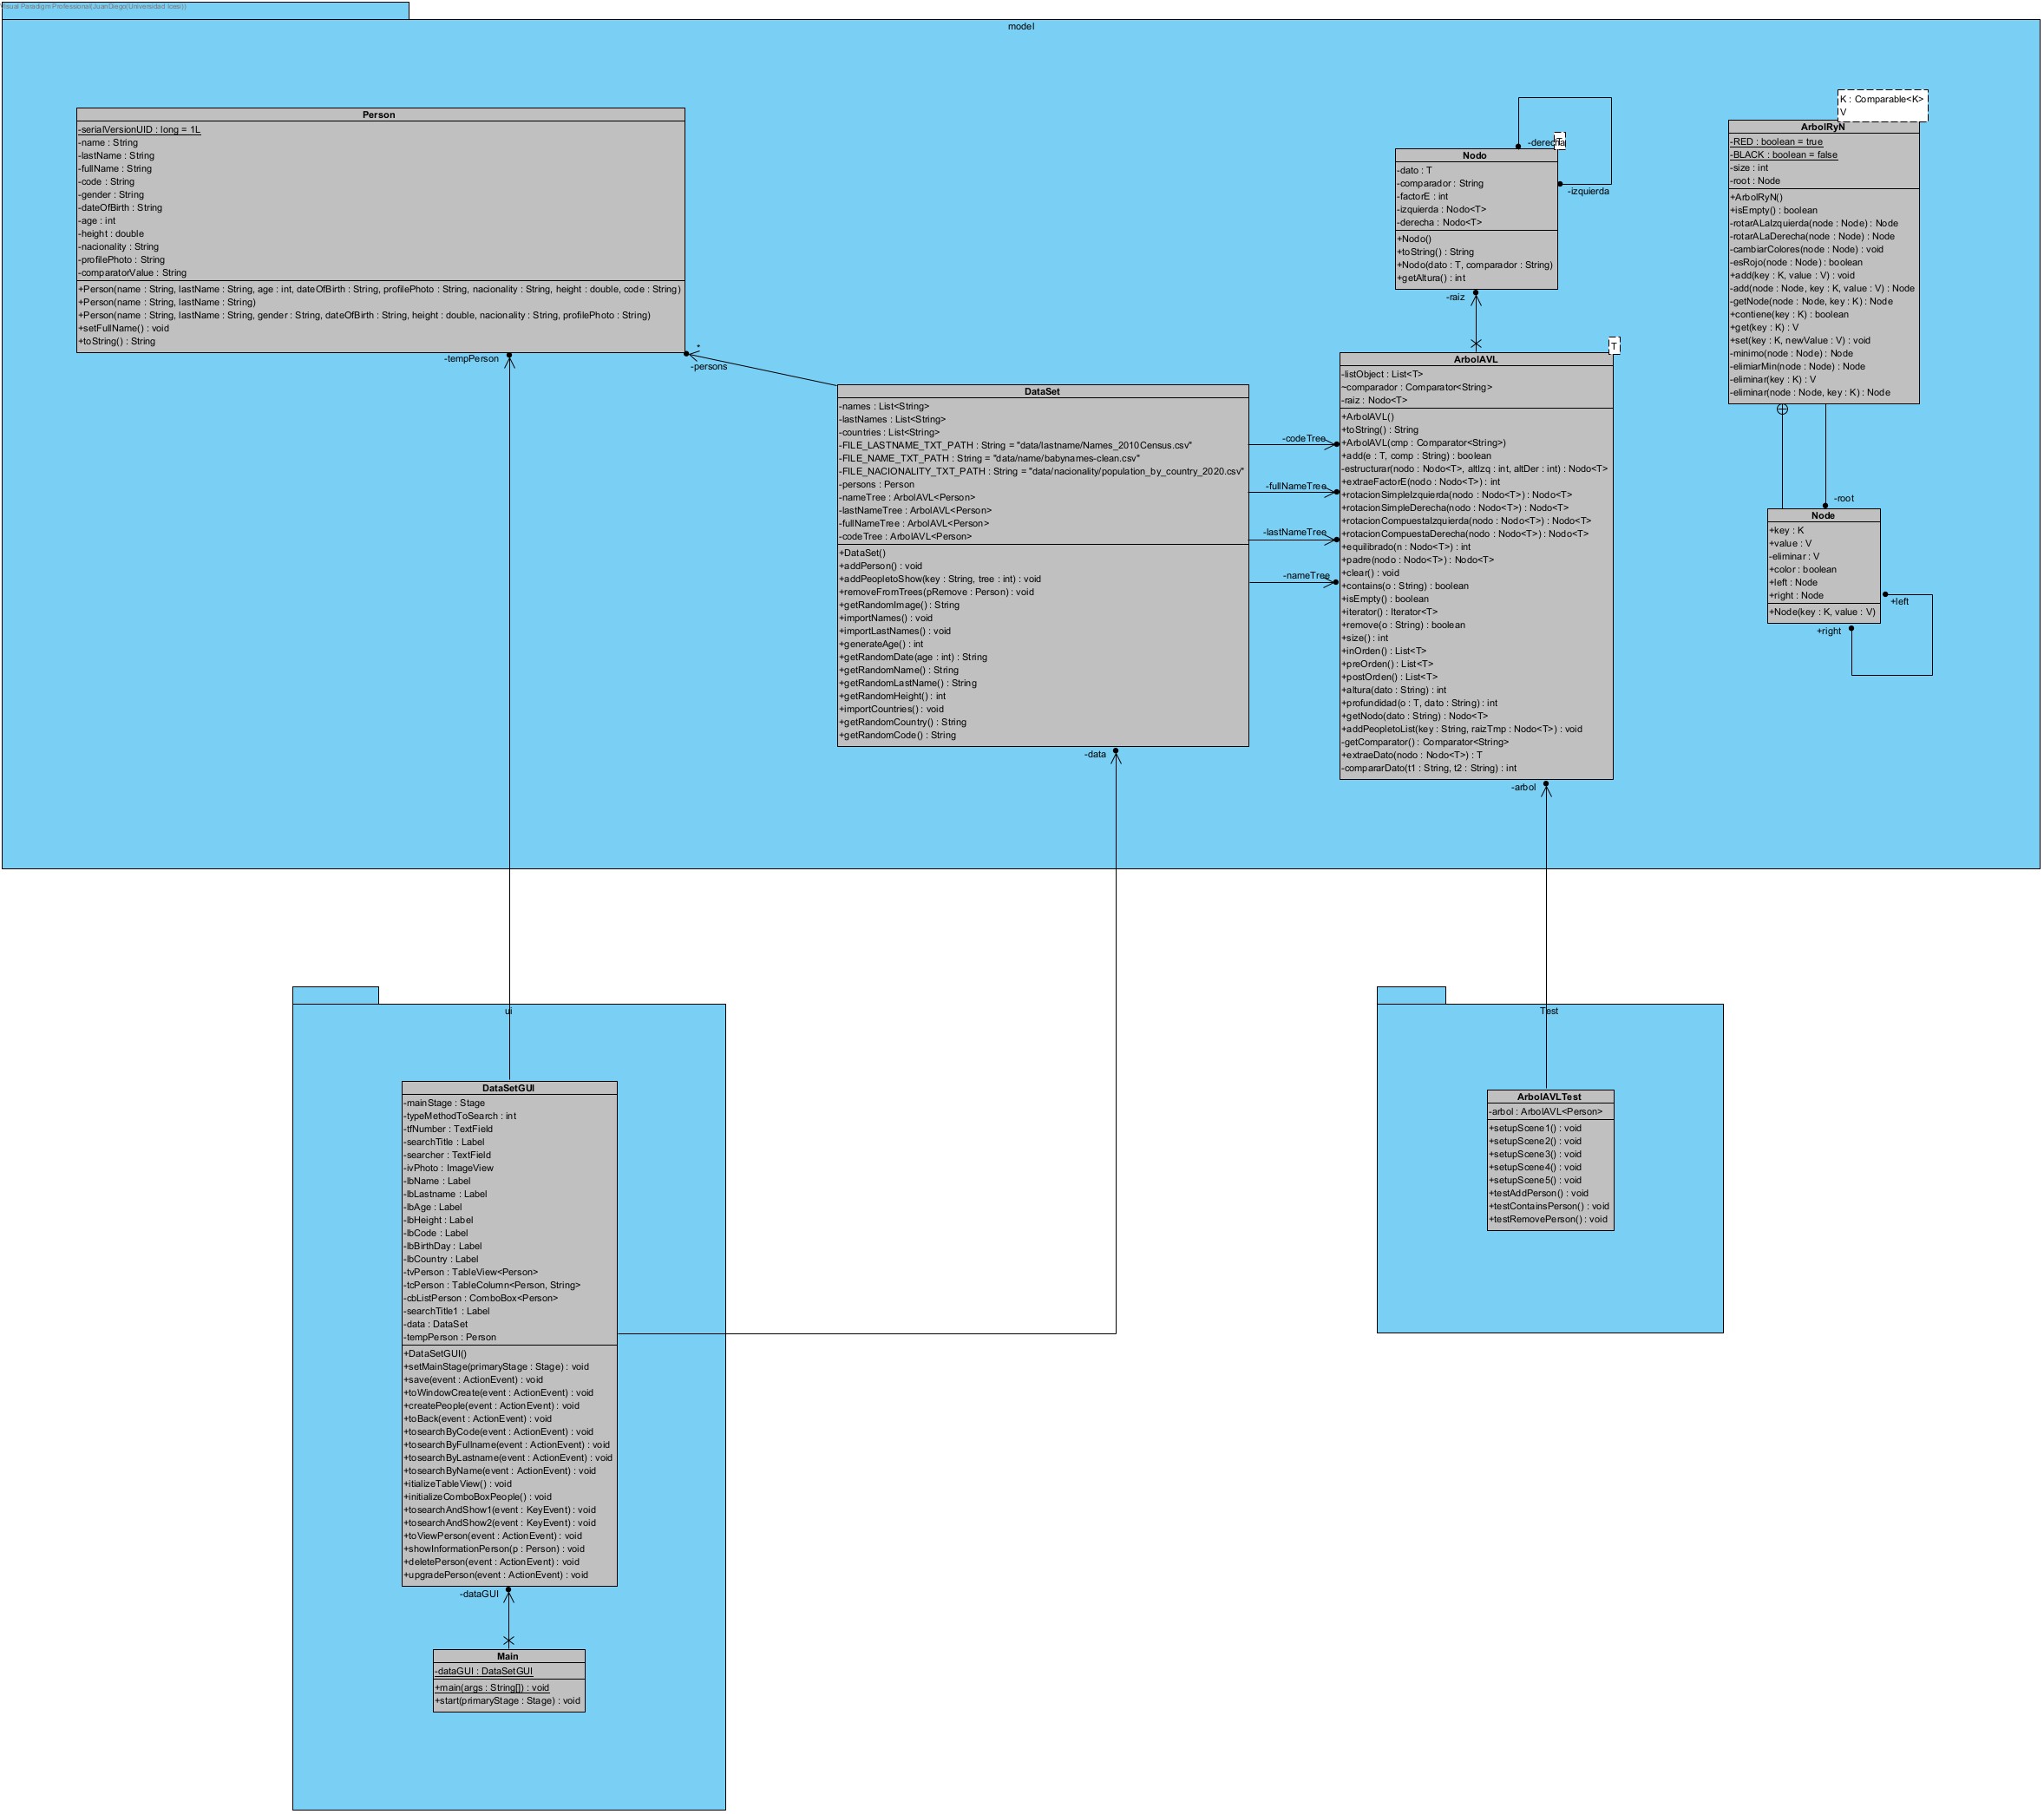 Visual Paradigm Professional(JuanDiego(Universidad Icesi))
model
Person
-serialVersionUID : long = 1L
-name : String
-lastName : String
-fullName : String
-code : String
-gender : String
-dateOfBirth : String
-age : int
-height : double
-nacionality : String
-profilePhoto : String
-comparatorValue : String
+Person(name : String, lastName : String, age : int, dateOfBirth : String, profilePhoto : String, nacionality : String, height : double, code : String)
+Person(name : String, lastName : String)
+Person(name : String, lastName : String, gender : String, dateOfBirth : String, height : double, nacionality : String, profilePhoto : String)
+setFullName() : void
+toString() : String
-tempPerson
*
-persons
DataSet
-names : List<String>
-lastNames : List<String>
-countries : List<String>
-FILE_LASTNAME_TXT_PATH : String = "data/lastname/Names_2010Census.csv"
-FILE_NAME_TXT_PATH : String = "data/name/babynames-clean.csv"
-FILE_NACIONALITY_TXT_PATH : String = "data/nacionality/population_by_country_2020.csv"
-persons : Person
-nameTree : ArbolAVL<Person>
-lastNameTree : ArbolAVL<Person>
-fullNameTree : ArbolAVL<Person>
-codeTree : ArbolAVL<Person>
+DataSet()
+addPerson() : void
+addPeopletoShow(key : String, tree : int) : void
+removeFromTrees(pRemove : Person) : void
+getRandomImage() : String
+importNames() : void
+importLastNames() : void
+generateAge() : int
+getRandomDate(age : int) : String
+getRandomName() : String
+getRandomLastName() : String
+getRandomHeight() : int
+importCountries() : void
+getRandomCountry() : String
+getRandomCode() : String
-data
-codeTree
-fullNameTree
-lastNameTree
-nameTree
-derecha
T
Nodo
-dato : T
-comparador : String
-factorE : int
-izquierda : Nodo<T>
-derecha : Nodo<T>
+Nodo()
+toString() : String
+Nodo(dato : T, comparador : String)
+getAltura() : int
-izquierda
-raiz
T
ArbolAVL
-listObject : List<T>
~comparador : Comparator<String>
-raiz : Nodo<T>
+ArbolAVL()
+toString() : String
+ArbolAVL(cmp : Comparator<String>)
+add(e : T, comp : String) : boolean
-estructurar(nodo : Nodo<T>, altIzq : int, altDer : int) : Nodo<T>
+extraeFactorE(nodo : Nodo<T>) : int
+rotacionSimpleIzquierda(nodo : Nodo<T>) : Nodo<T>
+rotacionSimpleDerecha(nodo : Nodo<T>) : Nodo<T>
+rotacionCompuestaIzquierda(nodo : Nodo<T>) : Nodo<T>
+rotacionCompuestaDerecha(nodo : Nodo<T>) : Nodo<T>
+equilibrado(n : Nodo<T>) : int
+padre(nodo : Nodo<T>) : Nodo<T>
+clear() : void
+contains(o : String) : boolean
+isEmpty() : boolean
+iterator() : Iterator<T>
+remove(o : String) : boolean
+size() : int
+inOrden() : List<T>
+preOrden() : List<T>
+postOrden() : List<T>
+altura(dato : String) : int
+profundidad(o : T, dato : String) : int
+getNodo(dato : String) : Nodo<T>
+addPeopletoList(key : String, raizTmp : Nodo<T>) : void
-getComparator() : Comparator<String>
+extraeDato(nodo : Nodo<T>) : T
-compararDato(t1 : String, t2 : String) : int
-arbol
K : Comparable<K>
V
ArbolRyN
-RED : boolean = true
-BLACK : boolean = false
-size : int
-root : Node
+ArbolRyN()
+isEmpty() : boolean
-rotarALaIzquierda(node : Node) : Node
-rotarALaDerecha(node : Node) : Node
-cambiarColores(node : Node) : void
-esRojo(node : Node) : boolean
+add(key : K, value : V) : void
-add(node : Node, key : K, value : V) : Node
-getNode(node : Node, key : K) : Node
+contiene(key : K) : boolean
+get(key : K) : V
+set(key : K, newValue : V) : void
-minimo(node : Node) : Node
-elimiarMin(node : Node) : Node
-eliminar(key : K) : V
-eliminar(node : Node, key : K) : Node
-root
Node
+key : K
+value : V
-eliminar : V
+color : boolean
+left : Node
+right : Node
+Node(key : K, value : V)
+left
+right
ui
DataSetGUI
-mainStage : Stage
-typeMethodToSearch : int
-tfNumber : TextField
-searchTitle : Label
-searcher : TextField
-ivPhoto : ImageView
-lbName : Label
-lbLastname : Label
-lbAge : Label
-lbHeight : Label
-lbCode : Label
-lbBirthDay : Label
-lbCountry : Label
-tvPerson : TableView<Person>
-tcPerson : TableColumn<Person, String>
-cbListPerson : ComboBox<Person>
-searchTitle1 : Label
-data : DataSet
-tempPerson : Person
+DataSetGUI()
+setMainStage(primaryStage : Stage) : void
+save(event : ActionEvent) : void
+toWindowCreate(event : ActionEvent) : void
+createPeople(event : ActionEvent) : void
+toBack(event : ActionEvent) : void
+tosearchByCode(event : ActionEvent) : void
+tosearchByFullname(event : ActionEvent) : void
+tosearchByLastname(event : ActionEvent) : void
+tosearchByName(event : ActionEvent) : void
+itializeTableView() : void
+initializeComboBoxPeople() : void
+tosearchAndShow1(event : KeyEvent) : void
+tosearchAndShow2(event : KeyEvent) : void
+toViewPerson(event : ActionEvent) : void
+showInformationPerson(p : Person) : void
+deletePerson(event : ActionEvent) : void
+upgradePerson(event : ActionEvent) : void
-dataGUI
Main
-dataGUI : DataSetGUI
+main(args : String[]) : void
+start(primaryStage : Stage) : void
Test
ArbolAVLTest
-arbol : ArbolAVL<Person>
+setupScene1() : void
+setupScene2() : void
+setupScene3() : void
+setupScene4() : void
+setupScene5() : void
+testAddPerson() : void
+testContainsPerson() : void
+testRemovePerson() : void